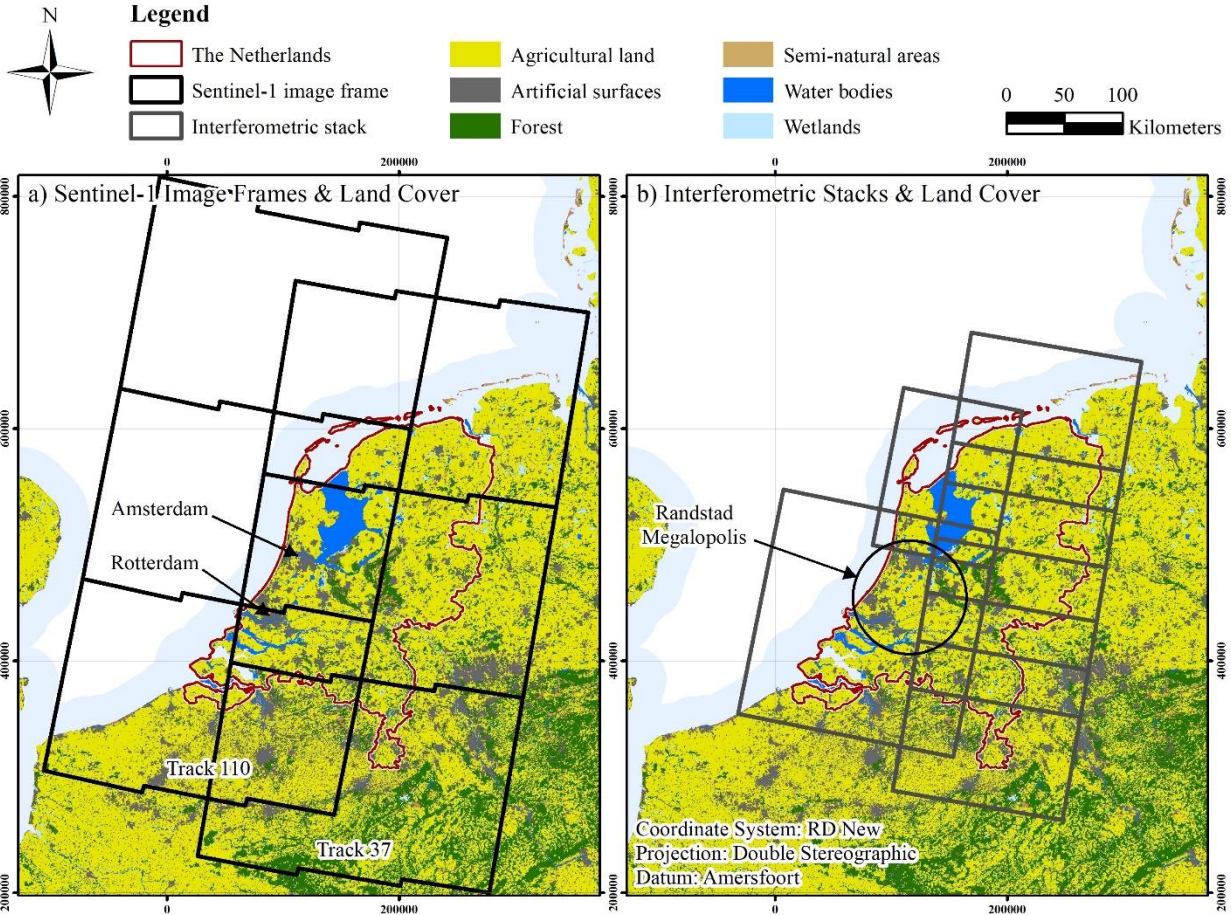 N
Legend
The Netherlands
Sentinel-1 image frame
Interferometric stack
Agricultural land
Artificial surfaces
Forest
Semi-natural areas
Water bodies
Wetlands
0 50 100
Kilometers
0 200000
0 200000
a) Sentinel-1 Image Frames & Land Cover
b) Interferometric Stacks & Land Cover
800000
600000
400000
200000
Amsterdam
Rotterdam
Track 110
Track 37
Randstad
Megalopolis
Coordinate System: RD New
Projection: Double Stereographic
Datum: Amersfoort
800000
600000
400000
200000
0 200000
0 200000